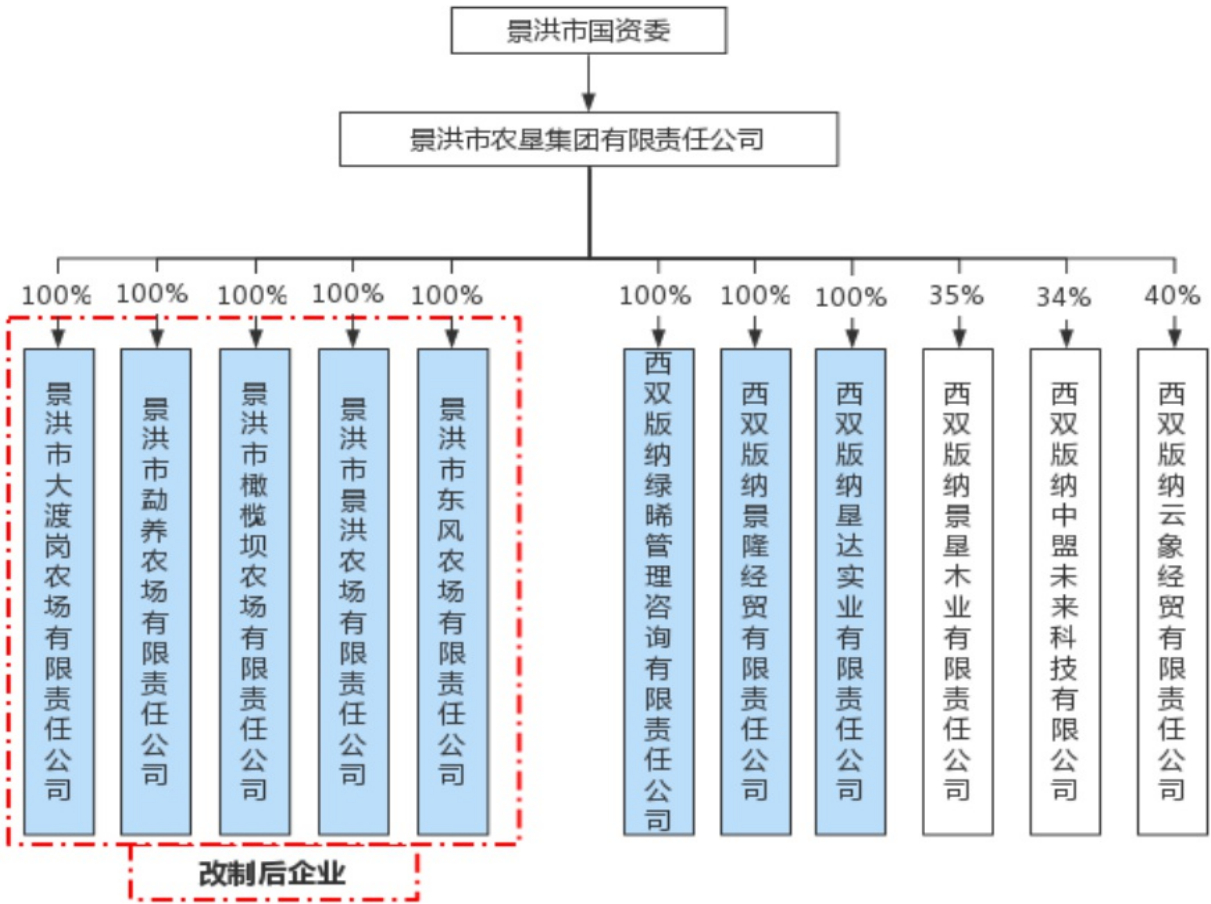 景洪市国资委
景洪市农垦集团有限责任公司
100%
100%
100%
100%
100%
100%
100%
100%
35%
34%
40%
景洪市大渡岗农场有限责任公司
景洪市勐养农场有限责任公司
景洪市橄榄坝农场有限责任公司
景洪市景洪农场有限责任公司
景洪市东风农场有限责任公司
西双版纳绿晞管理咨询有限责任公司
西双版纳景隆经贸有限责任公司
西双版纳垦达实业有限责任公司
西双版纳景垦木业有限责任公司
西双版纳中盟未来科技有限公司
西双版纳云象经贸有限责任公司
改制后企业